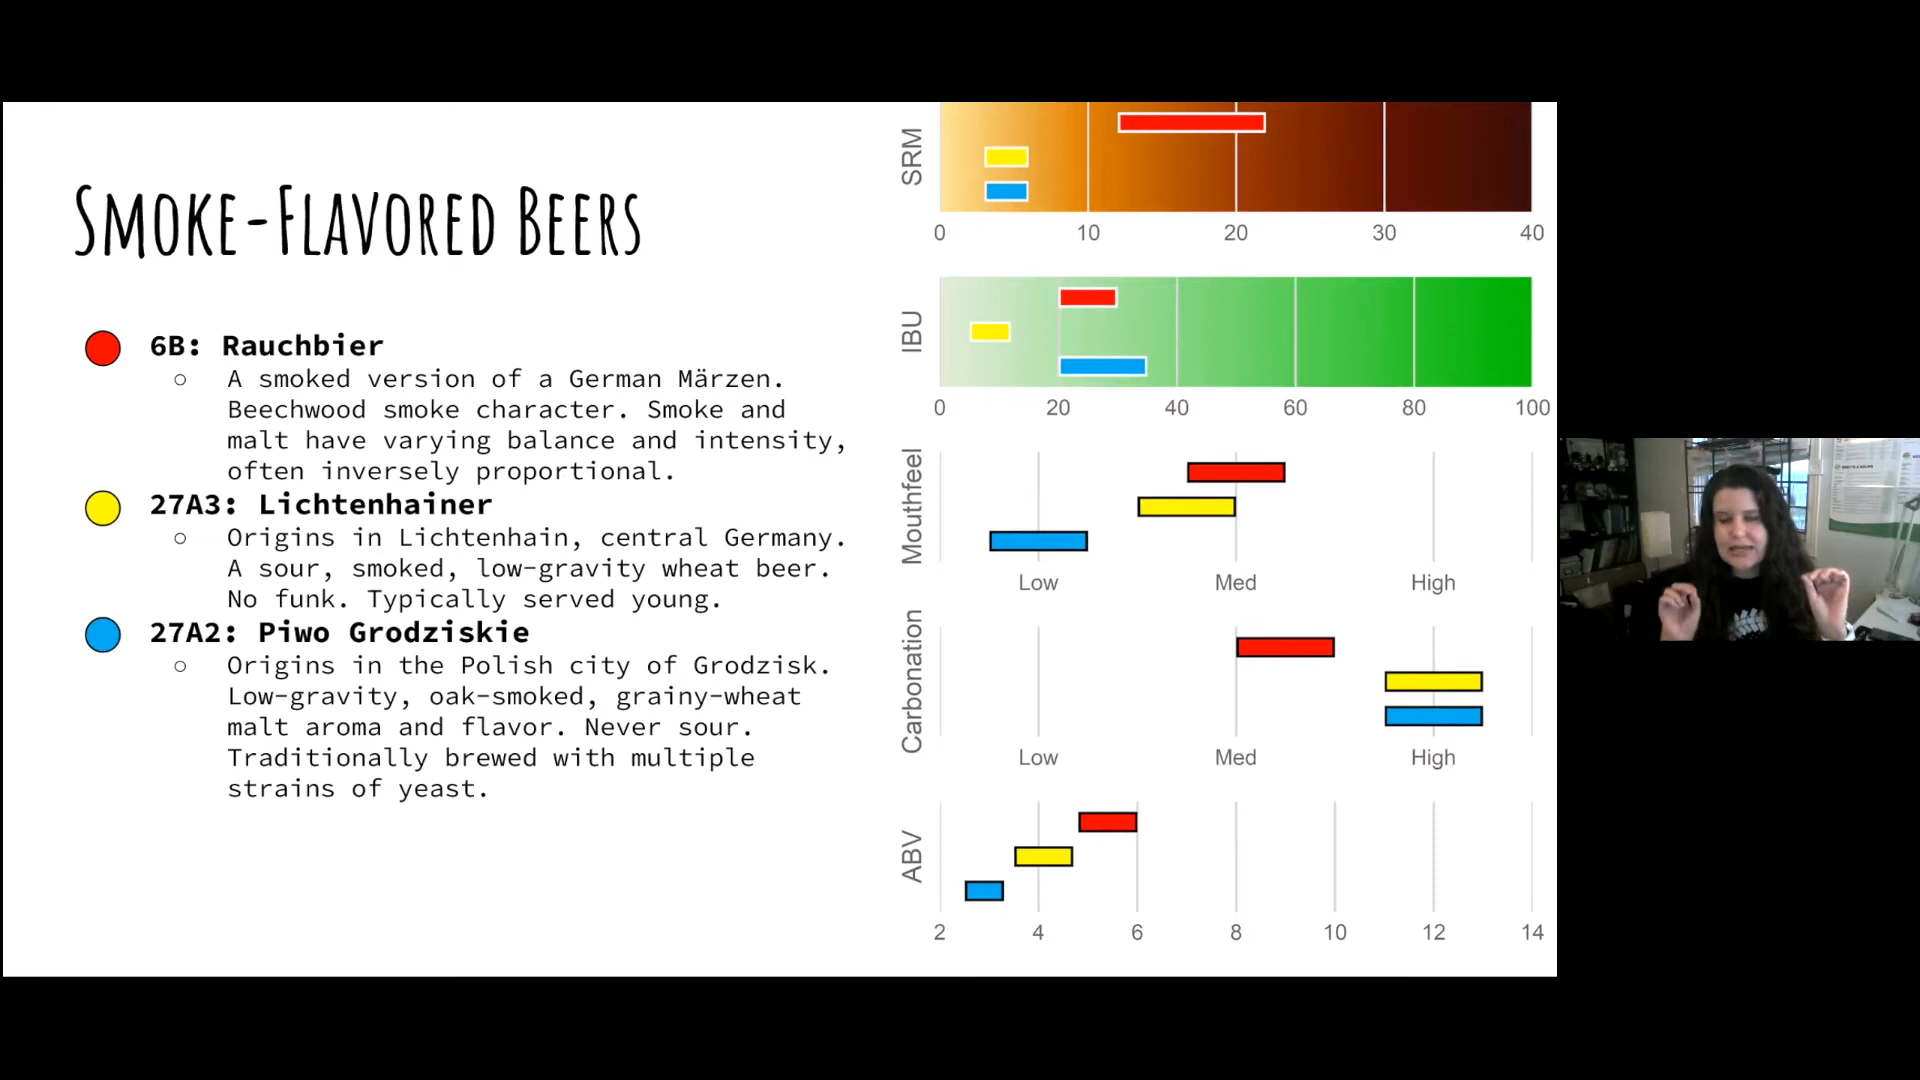 SMOKE-FLAVORED BEERS
6B: Rauchbier
○ A smoked version of a German Märzen.
Beechwood smoke character. Smoke and
malt have varying balance and intensity,
often inversely proportional.
27A3: Lichtenhainer
○ Origins in Lichtenhain, central Germany.
A sour, smoked, low-gravity wheat beer.
No funk. Typically served young.
27A2: Piwo Grodziskie
○ Origins in the Polish city of Grodzisk.
Low-gravity, oak-smoked, grainy-wheat
malt aroma and flavor. Never sour.
Traditionally brewed with multiple
strains of yeast.
SRM
0 10 20 30 40
IBU
0 20 40 60 80 100
Mouthfeel
Low Med High
Carbonation
Low Med High
ABV
2 4 6 8 10 12 14